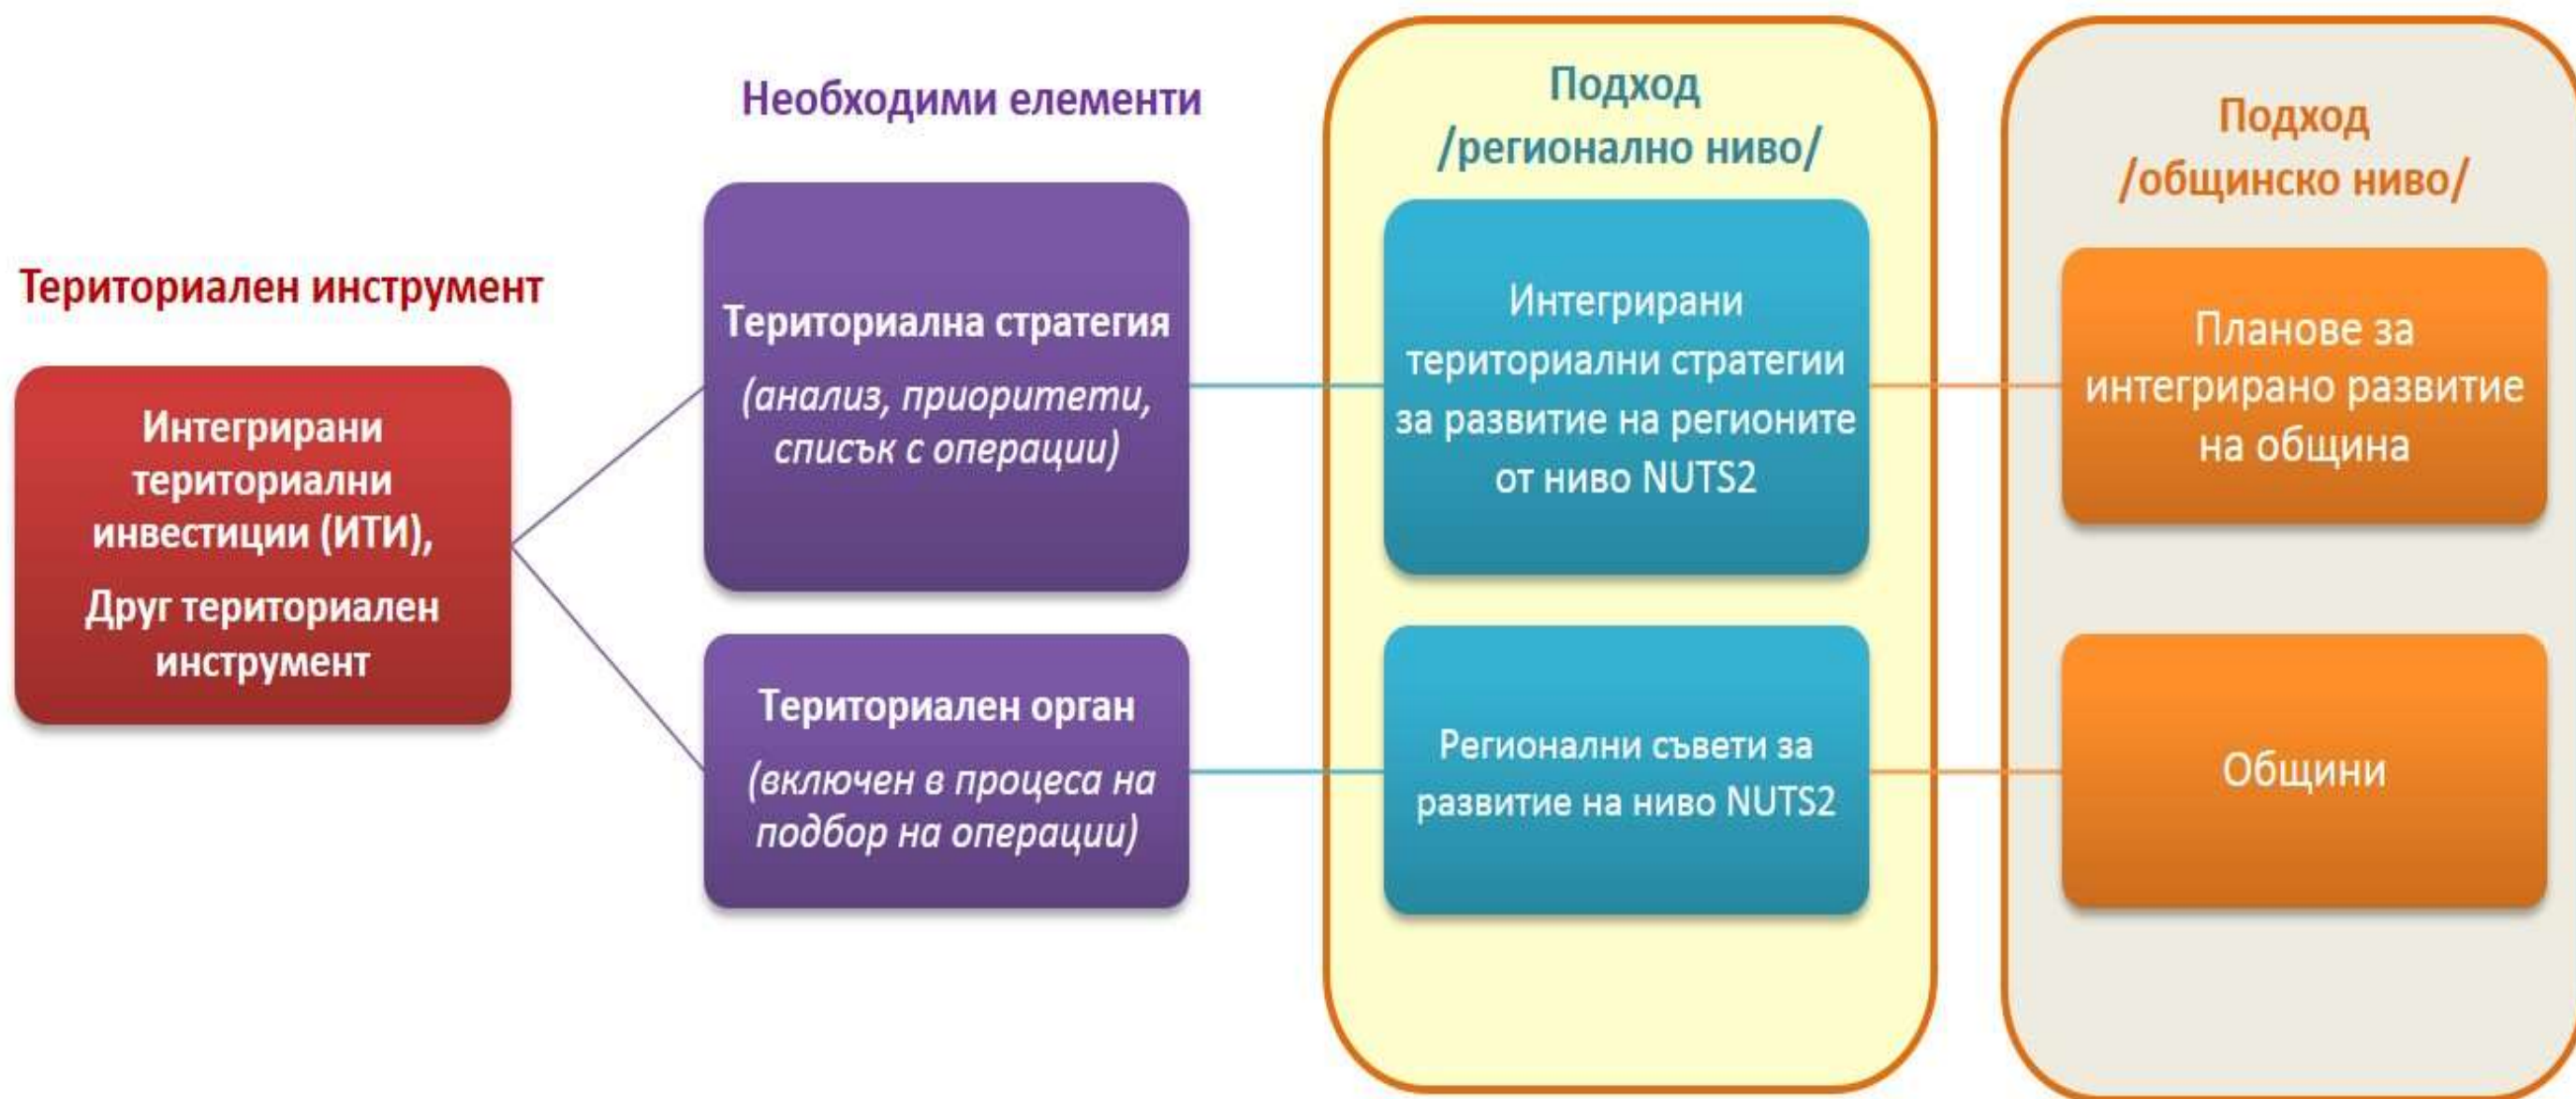 Териториален инструмент
Интегрирани
териториални
инвестиции (ИТИ),
Друг териториален
инструмент
Необходими елементи
Териториална стратегия
(анализ, приоритети,
списък с операции)
Териториален орган
(включен в процеса на
подбор на операции)
Подход
/регионално ниво/
Интегрирани
териториални стратегии
за развитие на регионите
от ниво NUTS2
Регионални съвети за
развитие на ниво NUTS2
Подход
/общинско ниво/
Планове за
интегрирано развитие
на община
Общини